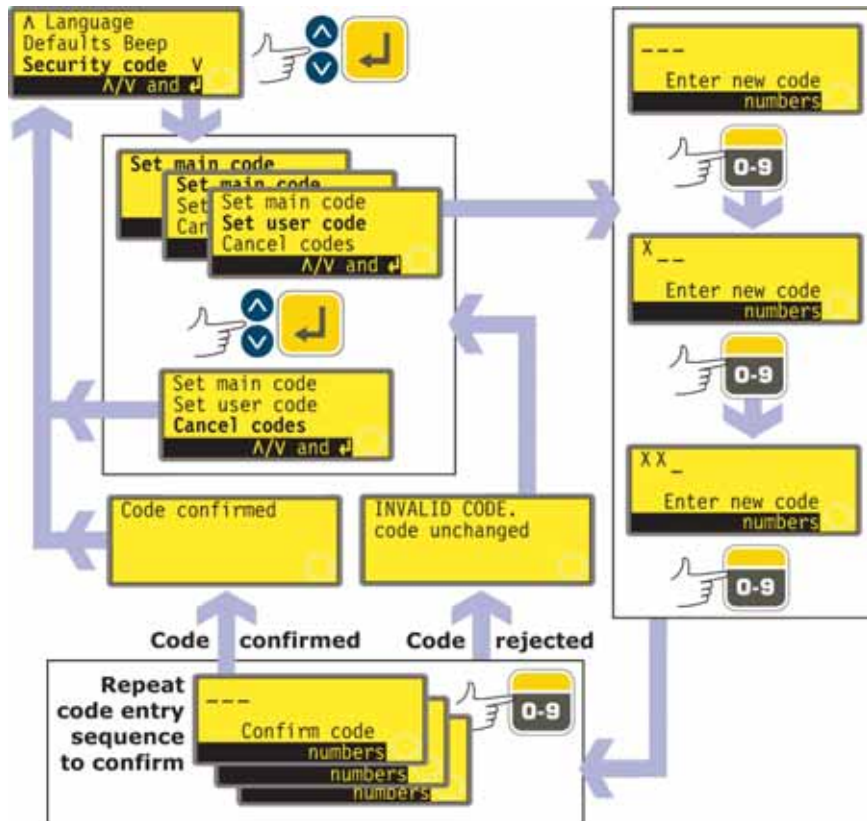 ∧ Language
Defaults Beep
Security code ∨
∧/∨ and ↵
Set main code
Set main code
Set
Can
Set main code
Set user code
Cancel codes
∧/∨ and ↵
Set main code
Set user code
Cancel codes
∧/∨ and ↵
_ _ _
Enter new code
numbers
0-9
X _ _
Enter new code
numbers
0-9
X X _
Enter new code
numbers
0-9
Code confirmed
INVALID CODE.
code unchanged
Code confirmed
Code rejected
Repeat
code entry
sequence
to confirm
_ _ _
Confirm code
numbers
numbers
numbers
0-9